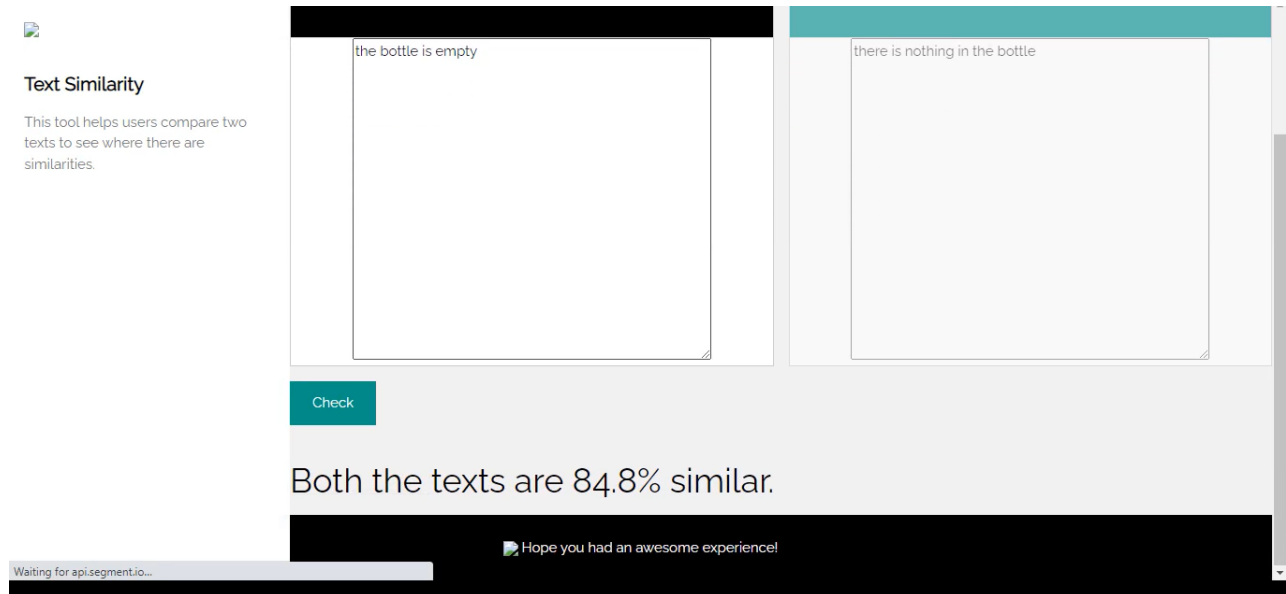 Text Similarity
This tool helps users compare two
texts to see where there are
similarities.
the bottle is empty
there is nothing in the bottle
Check
Both the texts are 84.8% similar.
Hope you had an awesome experience!
Waiting for api.segment.io...